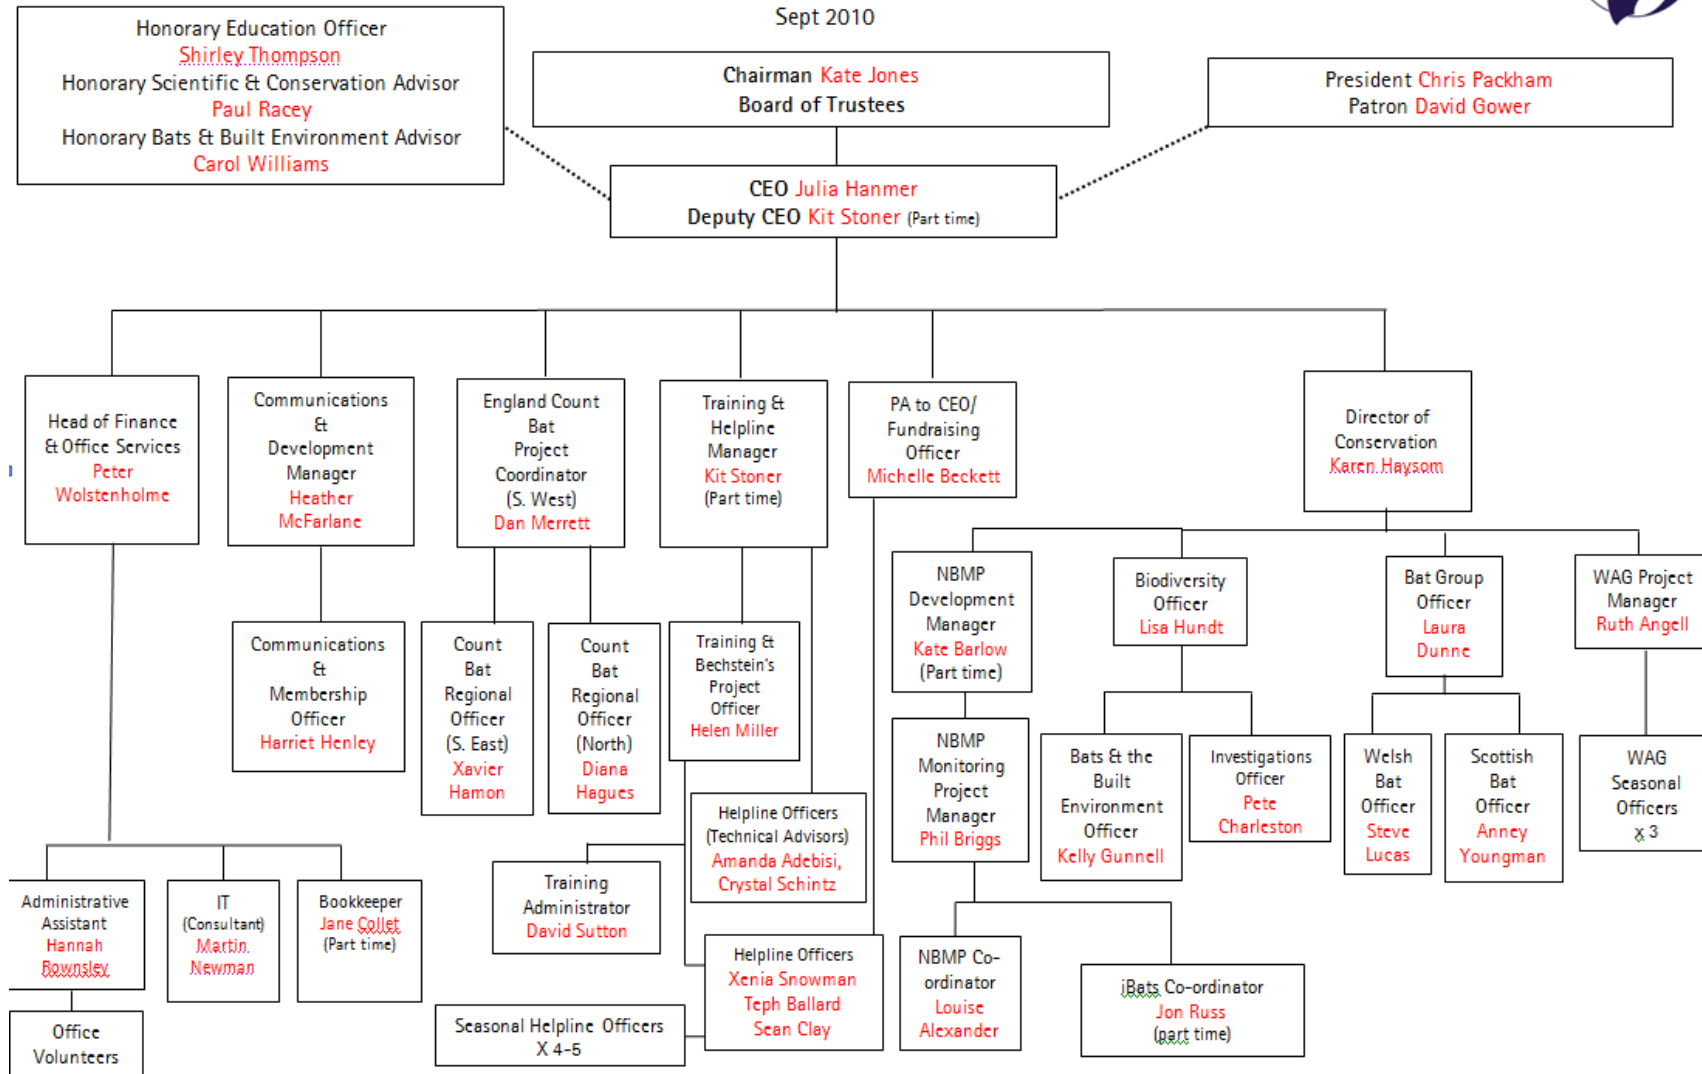 Sept 2010
Honorary Education Officer
Shirley Thompson
Honorary Scientific & Conservation Advisor
Paul Racey
Honorary Bats & Built Environment Advisor
Carol Williams
Chairman Kate Jones
Board of Trustees
President Chris Packham
Patron David Gower
CEO Julia Hanmer
Deputy CEO Kit Stoner (Part time)
Head of Finance
& Office Services
Peter
Wolstenholme
Communications
&
Development
Manager
Heather
McFarlane
England Count
Bat
Project
Coordinator
(S. West)
Dan Merrett
Training &
Helpline
Manager
Kit Stoner
(Part time)
PA to CEO/
Fundraising
Officer
Michelle Beckett
Director of
Conservation
Karen Haysom
Communications
&
Membership
Officer
Harriet Henley
Count
Bat
Regional
Officer
(S. East)
Xavier
Hamon
Count
Bat
Regional
Officer
(North)
Diana
Hagues
Training &
Bechstein's
Project
Officer
Helen Miller
NBMP
Development
Manager
Kate Barlow
(Part time)
Biodiversity
Officer
Lisa Hundt
Bat Group
Officer
Laura
Dunne
WAG Project
Manager
Ruth Angell
NBMP
Monitoring
Project
Manager
Phil Briggs
Bats & the
Built
Environment
Officer
Kelly Gunnell
Investigations
Officer
Pete
Charleston
Welsh
Bat
Officer
Steve
Lucas
Scottish
Bat
Officer
Anney
Youngman
WAG
Seasonal
Officers
x 3
Helpline Officers
(Technical Advisors)
Amanda Adebisi,
Crystal Schintz
Training
Administrator
David Sutton
Administrative
Assistant
Hannah
Rownsley
IT
(Consultant)
Martin
Newman
Bookkeeper
Jane Collet
(Part time)
Helpline Officers
Xenia Snowman
Teph Ballard
Sean Clay
NBMP Co-
ordinator
Louise
Alexander
iBats Co-ordinator
Jon Russ
(part time)
Office
Volunteers
Seasonal Helpline Officers
X 4-5